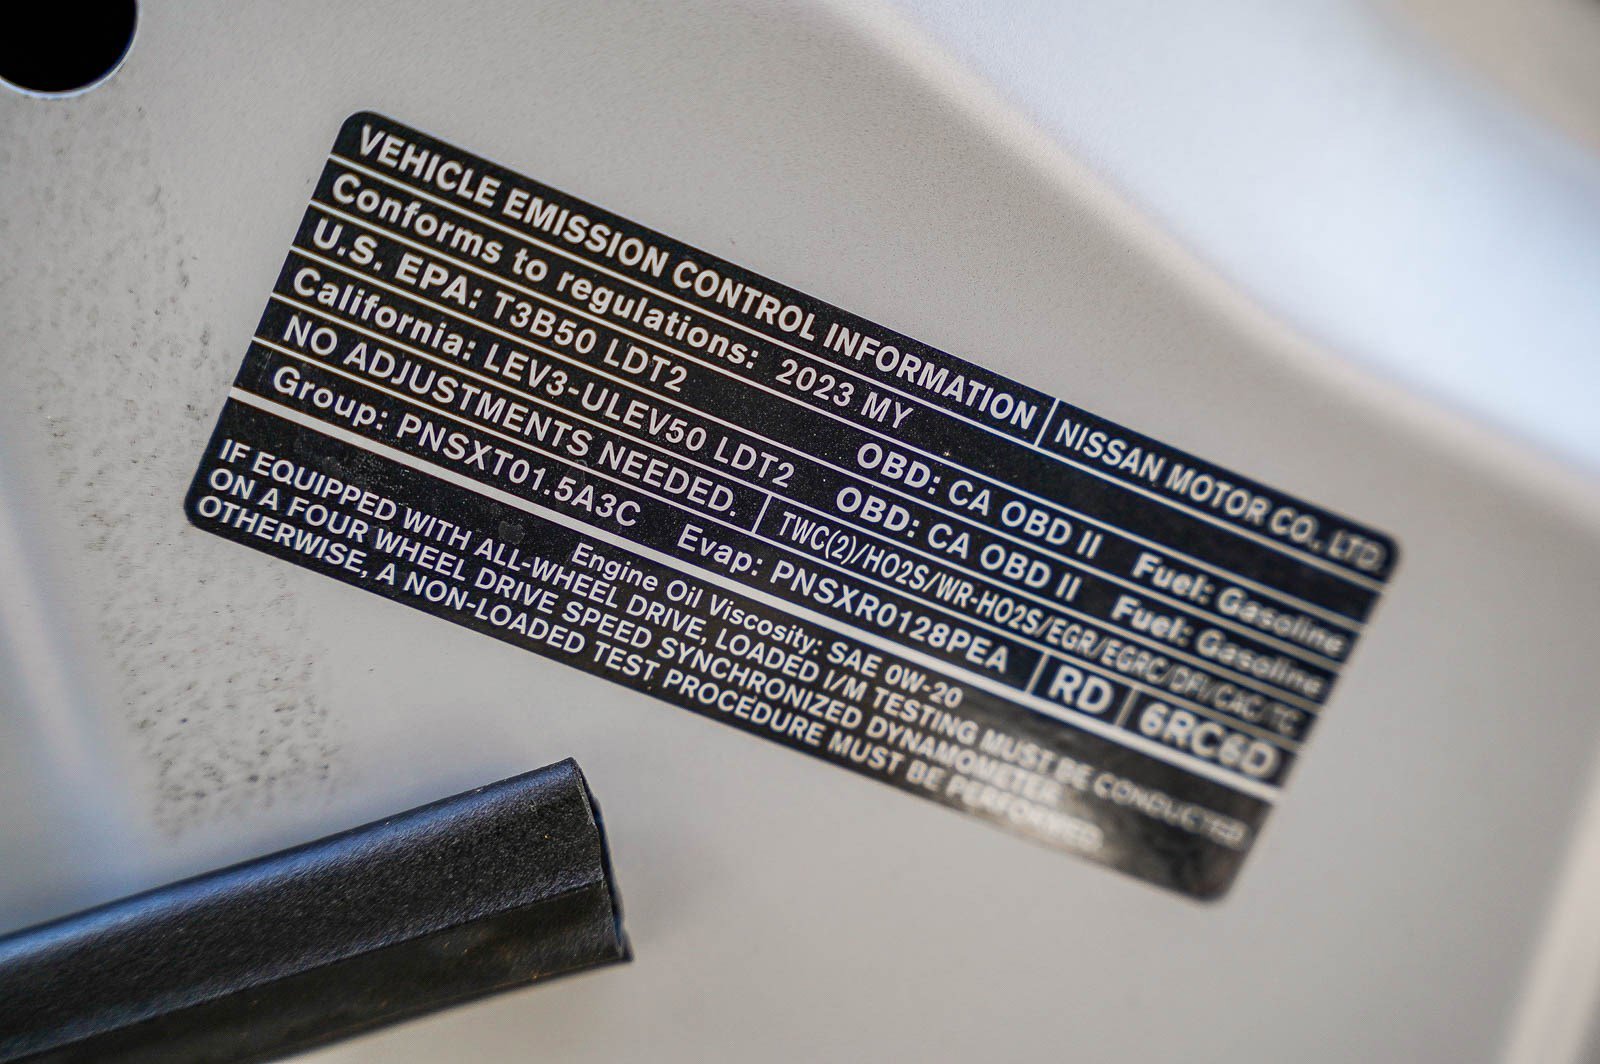 VEHICLE EMISSION CONTROL INFORMATION NISSAN MOTOR CO., LTD.
Conforms to regulations: 2023 MY
U.S. EPA: T3B50 LDT2 OBD: CA OBD II Fuel: Gasoline
California: LEV3-ULEV50 LDT2 OBD: CA OBD II Fuel: Gasoline
NO ADJUSTMENTS NEEDED. TWC(2)/HO2S/WR-HO2S/EGR/EGRC/DFI/CAC/TC
Group: PNSXT01.5A3C Evap: PNSXR0128PEA RD 6RC6D
Engine Oil Viscosity: SAE 0W-20
IF EQUIPPED WITH ALL-WHEEL DRIVE, LOADED I/M TESTING MUST BE CONDUCTED
ON A FOUR WHEEL DRIVE SPEED SYNCHRONIZED DYNAMOMETER.
OTHERWISE, A NON-LOADED TEST PROCEDURE MUST BE PERFORMED.